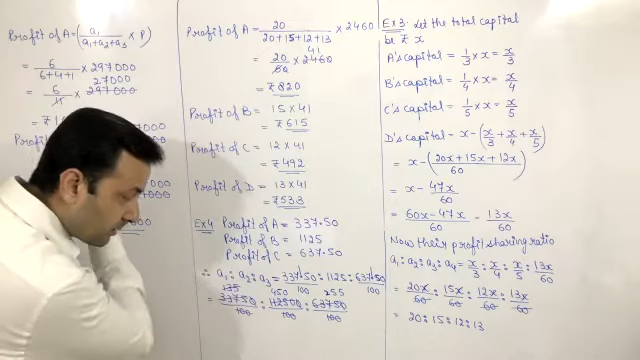 Profit of A = (a₁ / (a₁+a₂+a₃) × P)
= 6 / (6+4+1) × 297000
27000
= 6 / 11 × 297000
Profit of A = 20 / (20+15+12+13) × 2460
41
= 20 / 60 × 2460
= ₹820
Profit of B = 15 × 41
= ₹615
Profit of C = 12 × 41
= ₹492
Profit of D = 13 × 41
= ₹533
Ex4 Profit of A = 337.50
Profit of B = 1125
Profit of C = 637.50
∴ a₁ : a₂ : a₃ = 33750/100 : 1125 : 63750/100
135 450 255
= 33750/100 : 112500/100 : 63750/100
Ex3: Let the total capital
be ₹ x
A's capital = 1/3 × x = x/3
B's capital = 1/4 × x = x/4
C's capital = 1/5 × x = x/5
D's capital = x - (x/3 + x/4 + x/5)
= x - ((20x+15x+12x) / 60)
= x - 47x/60
= (60x-47x)/60 = 13x/60
Now their profit sharing ratio
a₁ : a₂ : a₃ : a₄ = x/3 : x/4 : x/5 : 13x/60
= 20x/60 : 15x/60 : 12x/60 : 13x/60
= 20 : 15 : 12 : 13